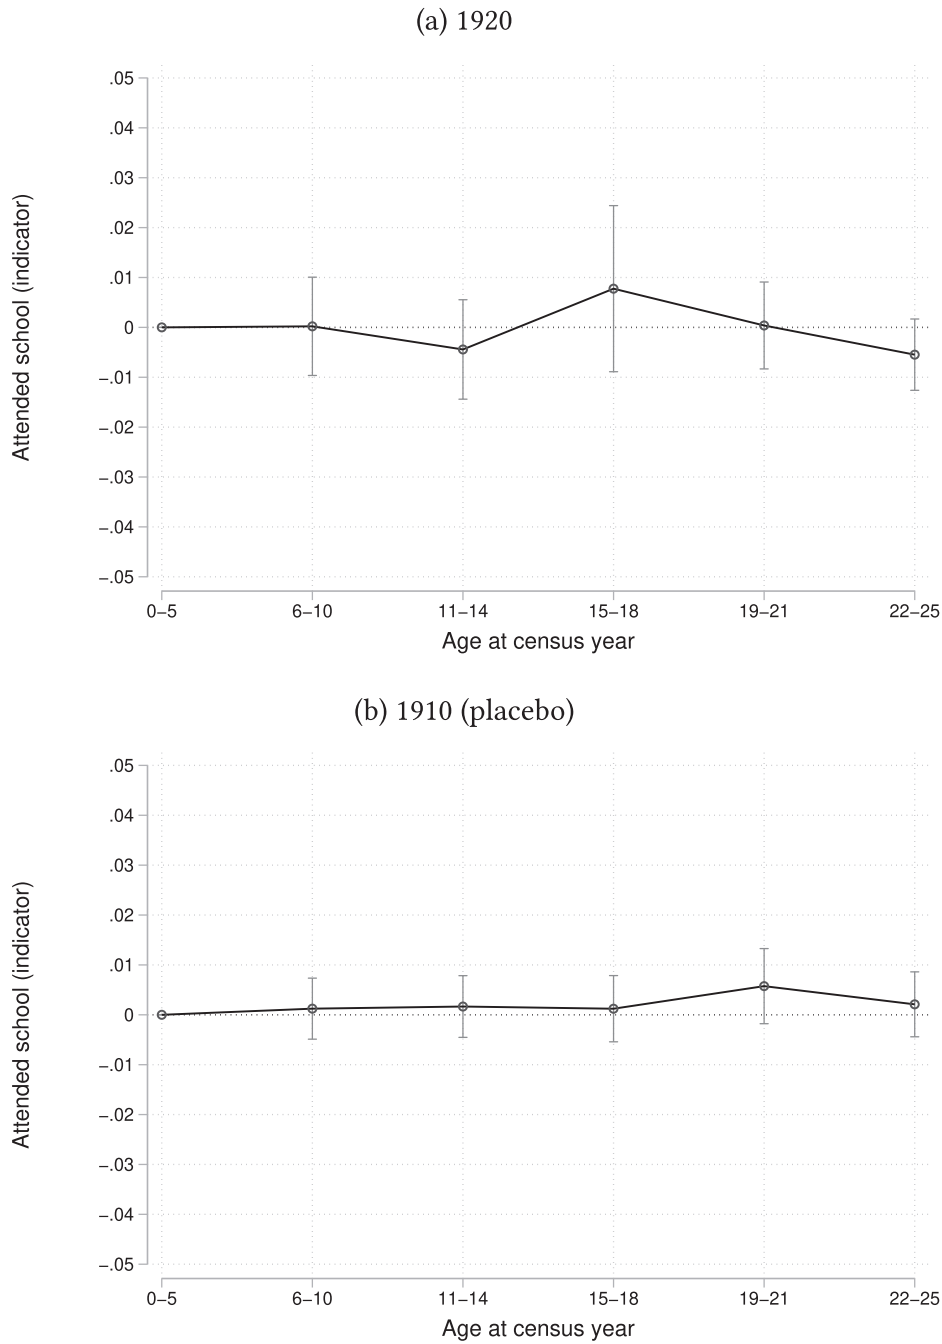 (a) 1920
.05
.04
.03
.02
.01
0
−.01
−.02
−.03
−.04
−.05
Attended school (indicator)
0−5 6−10 11−14 15−18 19−21 22−25
Age at census year
(b) 1910 (placebo)
.05
.04
.03
.02
.01
0
−.01
−.02
−.03
−.04
−.05
Attended school (indicator)
0−5 6−10 11−14 15−18 19−21 22−25
Age at census year